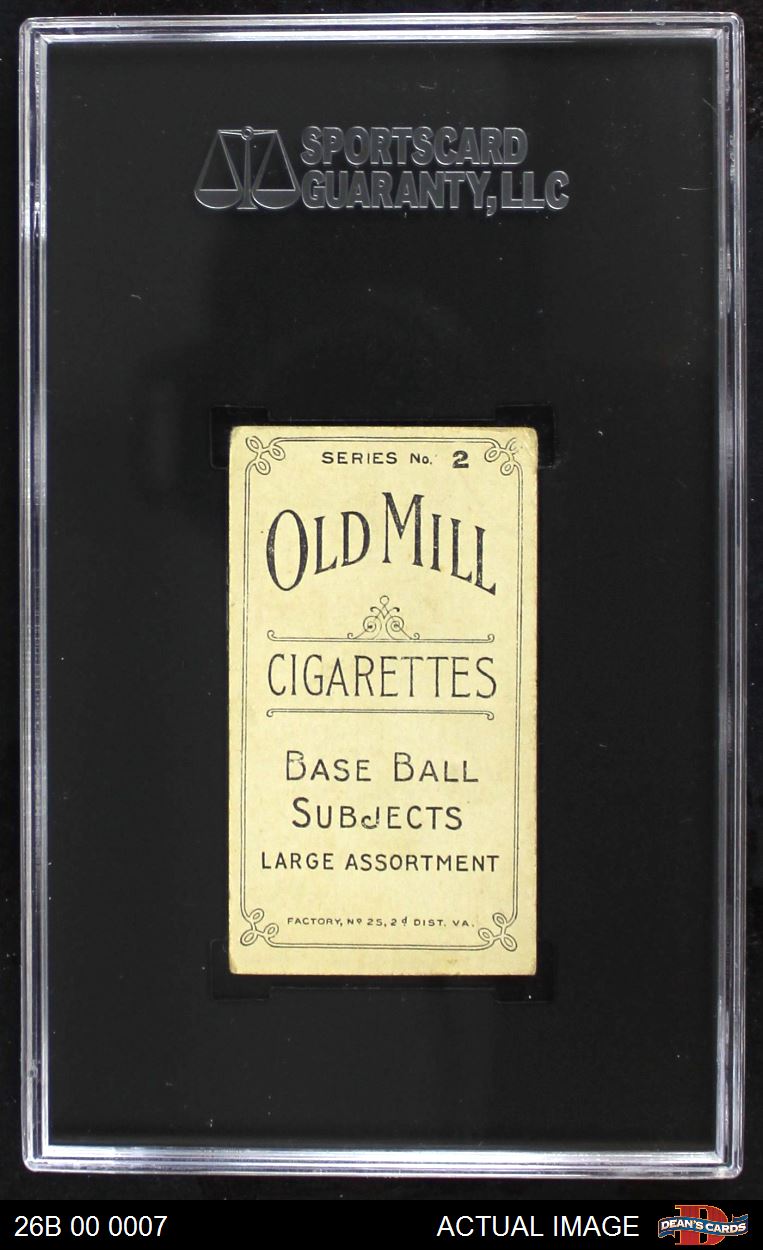 SPORTSCARD
GUARANTY, LLC
SERIES No. 2
OLD MILL
CIGARETTES
BASE BALL
SUBJECTS
LARGE ASSORTMENT
FACTORY, Nº 25, 2d DIST. VA.
26B 00 0007
ACTUAL IMAGE
DEAN'S CARDS